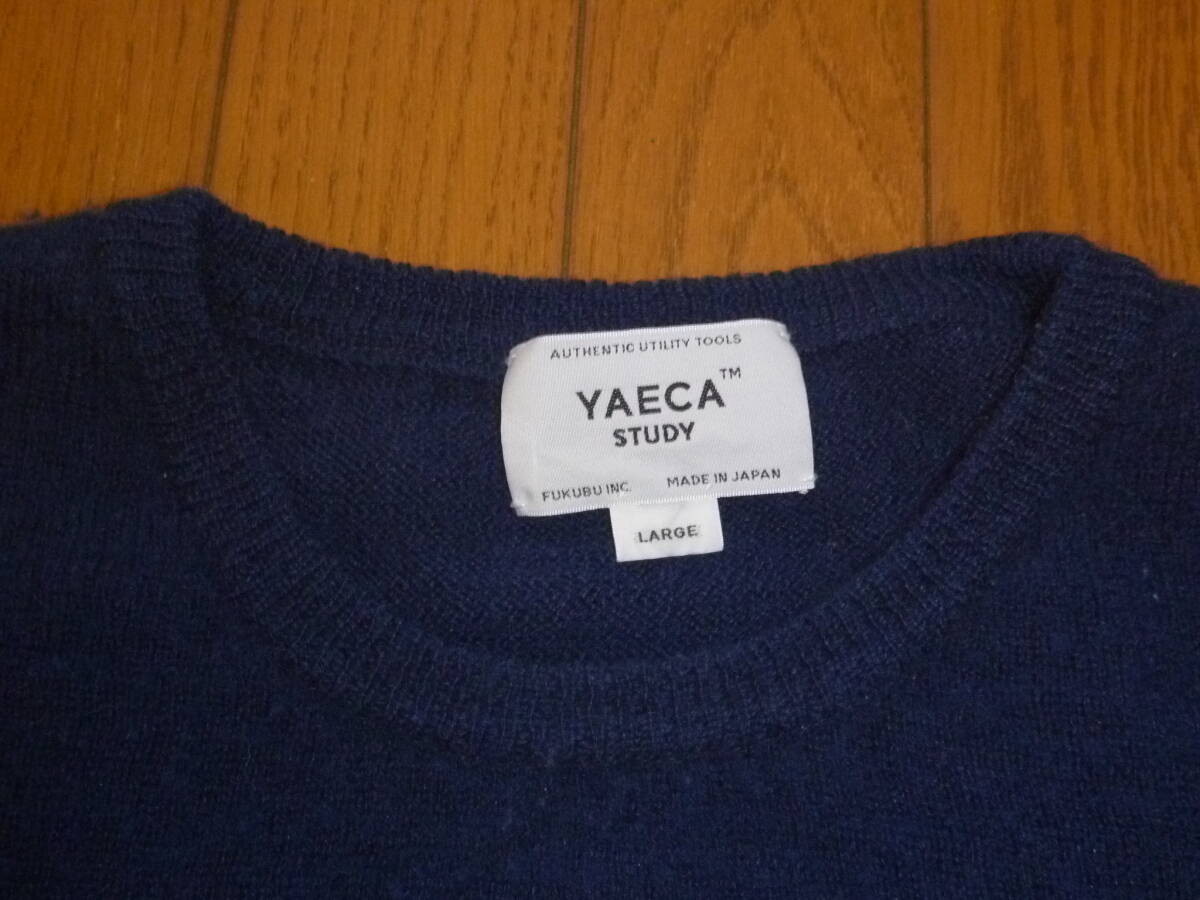 AUTHENTIC UTILITY TOOLS
YAECA™
STUDY
FUKUBU INC. MADE IN JAPAN
LARGE